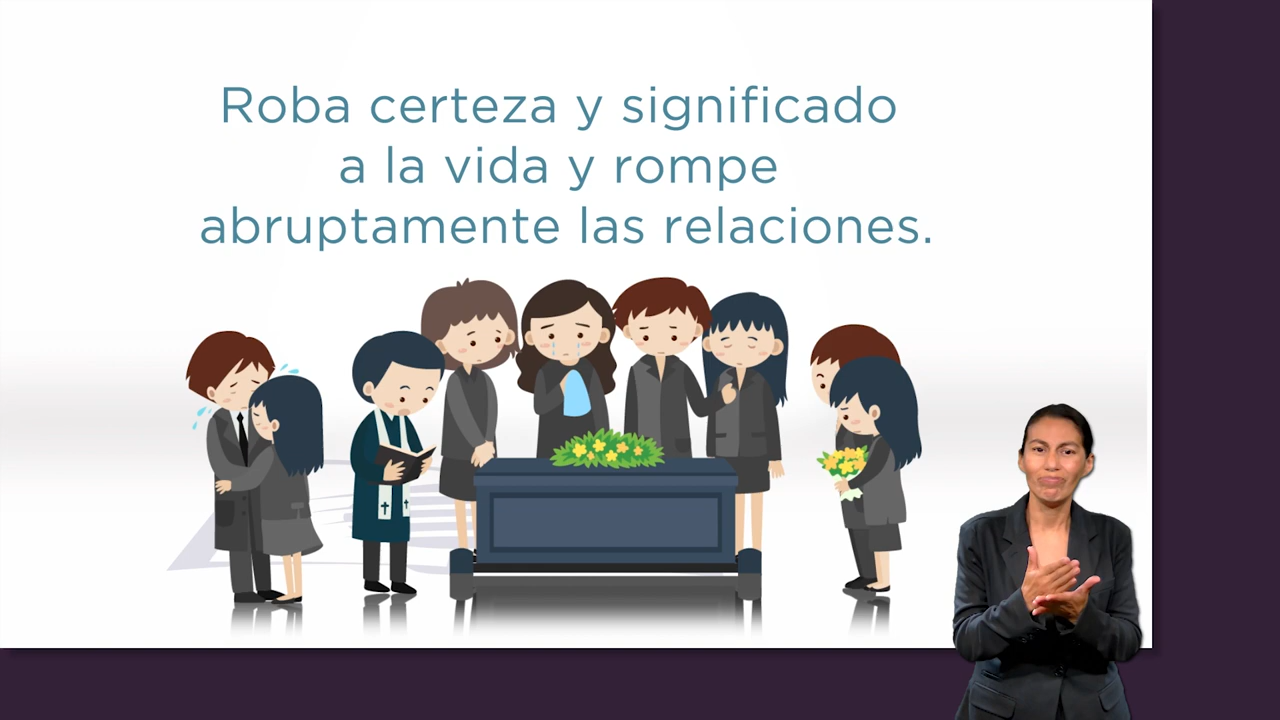 Roba certeza y significado
a la vida y rompe
abruptamente las relaciones.